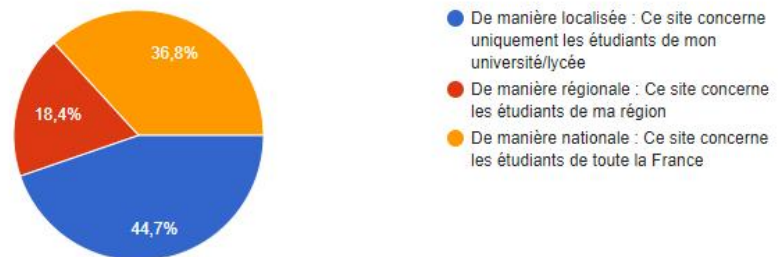 36,8%
18,4%
44,7%
De manière localisée : Ce site concerne
uniquement les étudiants de mon
université/lycée
De manière régionale : Ce site concerne
les étudiants de ma région
De manière nationale : Ce site concerne
les étudiants de toute la France